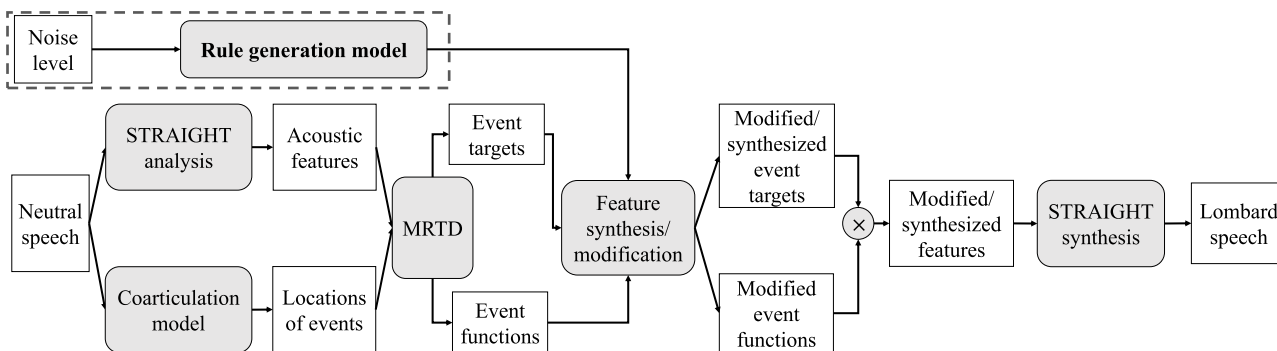 Noise
level
Rule generation model
STRAIGHT
analysis
Acoustic
features
Event
targets
Modified/
synthesized
event
targets
Neutral
speech
MRTD
Feature
synthesis/
modification
×
Modified/
synthesized
features
STRAIGHT
synthesis
Lombard
speech
Coarticulation
model
Locations
of events
Event
functions
Modified
event
functions